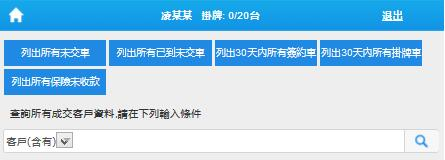 凌某某 掛牌: 0/20台 退出
列出所有未交車 列出所有已到未交車 列出30天内所有簽約車 列出30天内所有掛牌車
列出所有保險未收款
查詢所有成交客戶資料,請在下列輸入條件
客戶(含有)